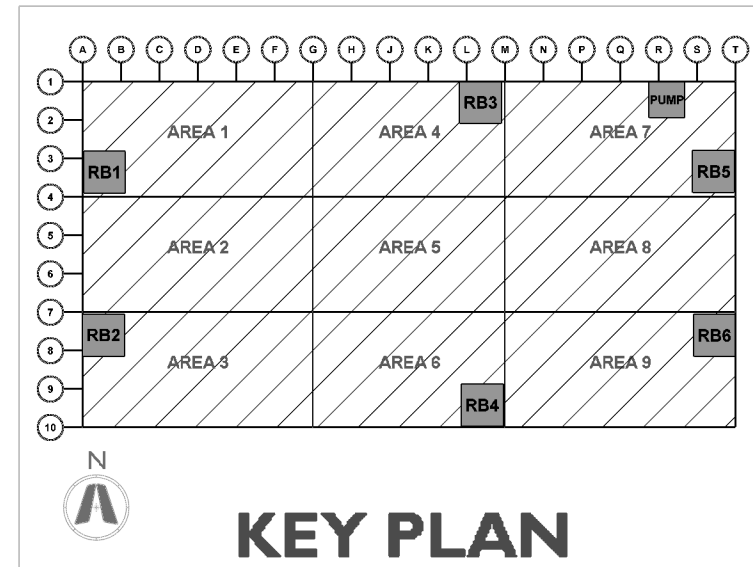 A B C D E F G H J K L M N P Q R S T
1
RB3 PUMP
2 AREA 1 AREA 4 AREA 7
3 RB1 RB5
4
5 AREA 2 AREA 5 AREA 8
6
7
RB2 RB6
8 AREA 3 AREA 6 AREA 9
9 RB4
10
N
KEY PLAN